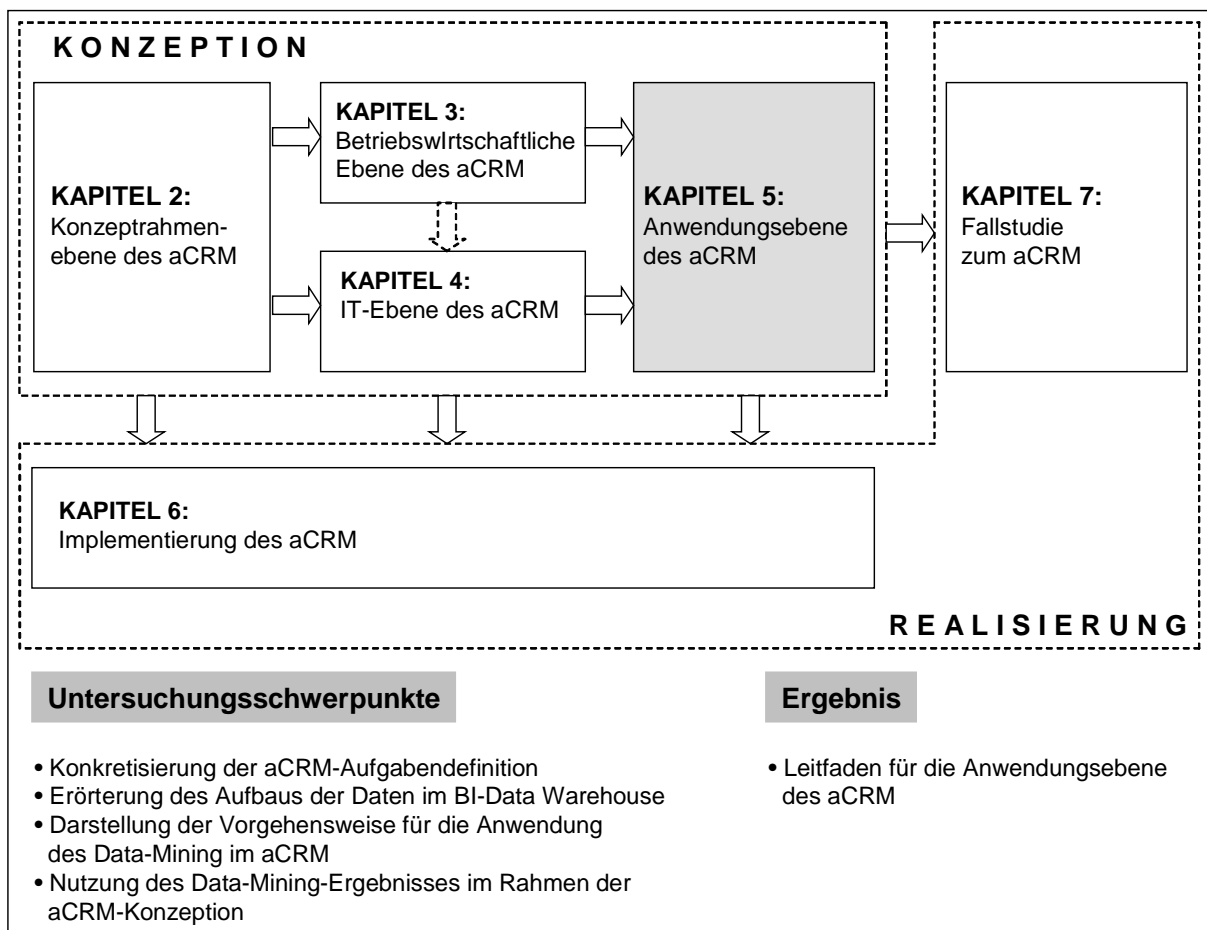 KONZEPTION
KAPITEL 2:
Konzeptrahmen-
ebene des aCRM
KAPITEL 3:
BetriebswIrtschaftliche
Ebene des aCRM
KAPITEL 4:
IT-Ebene des aCRM
KAPITEL 5:
Anwendungsebene
des aCRM
KAPITEL 7:
Fallstudie
zum aCRM
KAPITEL 6:
Implementierung des aCRM
REALISIERUNG
Untersuchungsschwerpunkte
• Konkretisierung der aCRM-Aufgabendefinition
• Erörterung des Aufbaus der Daten im BI-Data Warehouse
• Darstellung der Vorgehensweise für die Anwendung
des Data-Mining im aCRM
• Nutzung des Data-Mining-Ergebnisses im Rahmen der
aCRM-Konzeption
Ergebnis
• Leitfaden für die Anwendungsebene
des aCRM